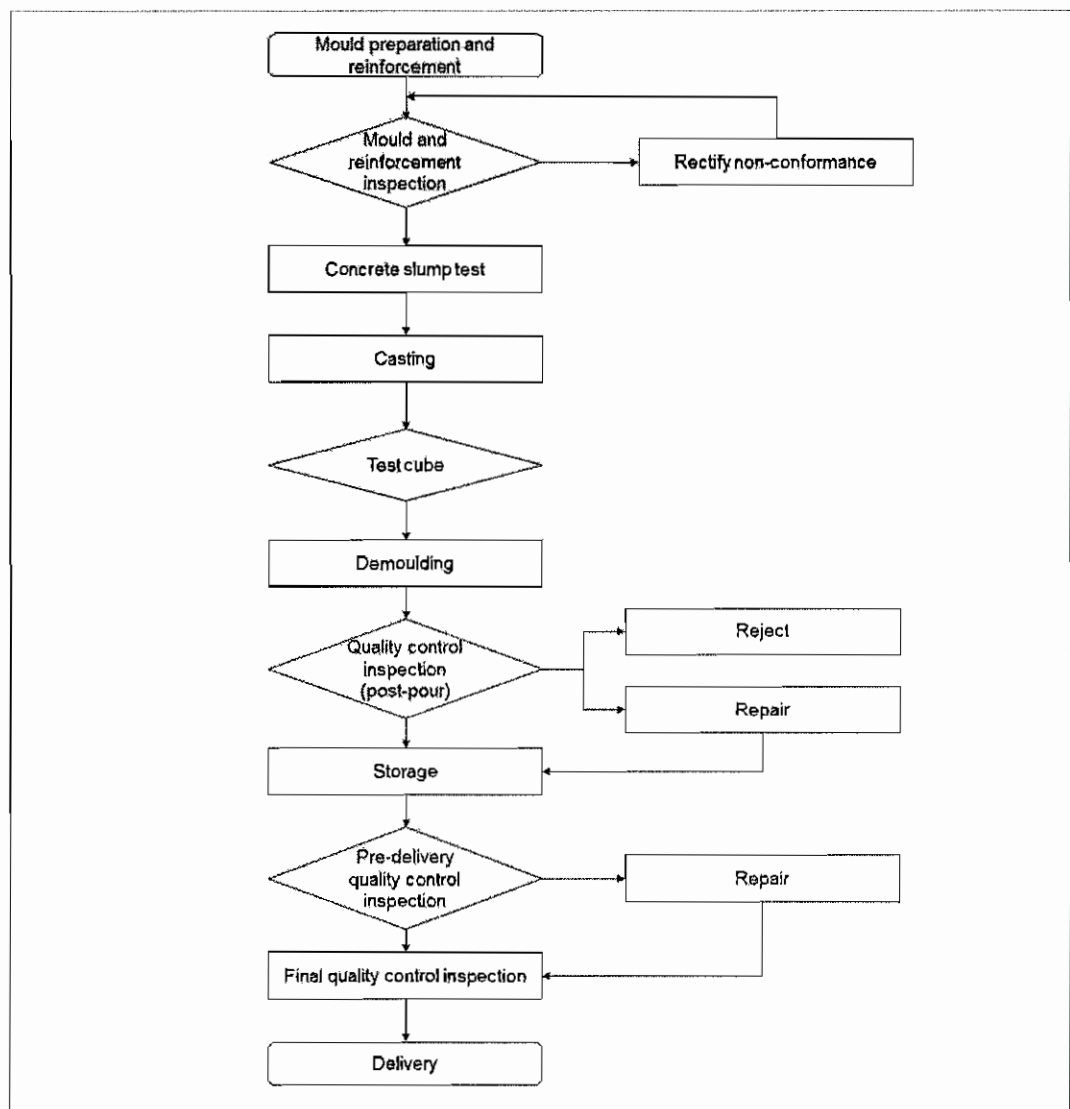 Mould preparation and
reinforcement
Mould and
reinforcement
inspection
Rectify non-conformance
Concrete slump test
Casting
Test cube
Demoulding
Quality control
inspection
(post-pour)
Reject
Repair
Storage
Pre-delivery
quality control
inspection
Repair
Final quality control inspection
Delivery